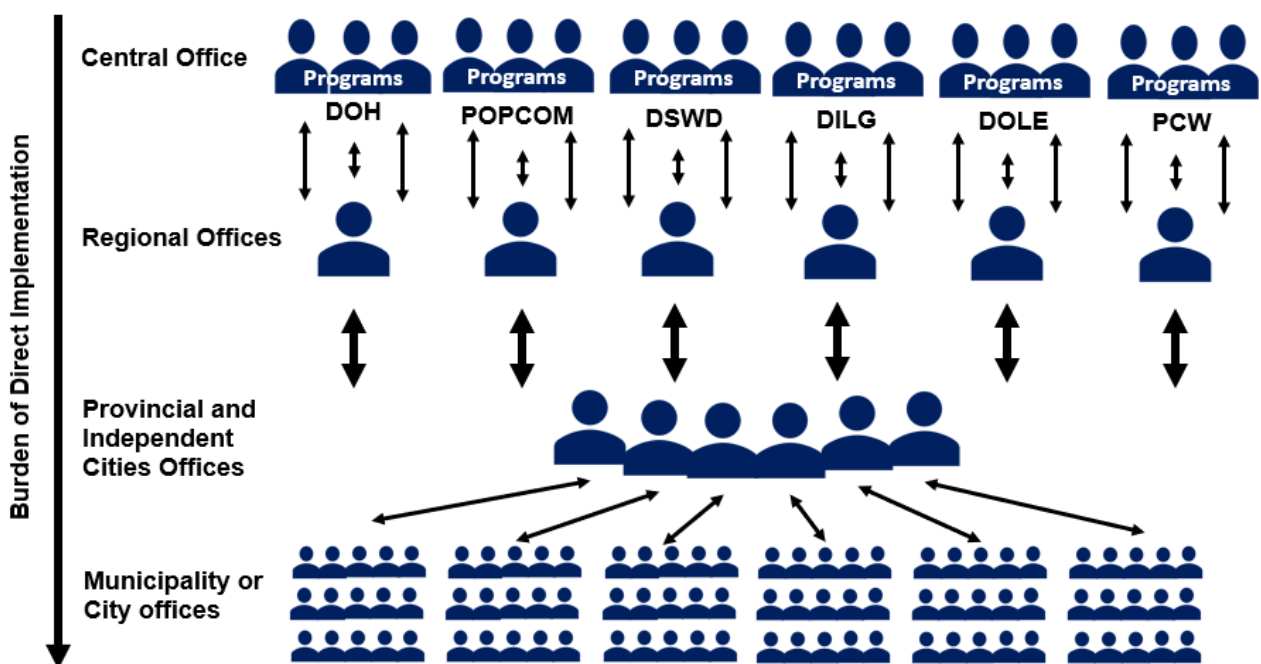 Burden of Direct Implementation
Central Office
Programs
Programs
Programs
Programs
Programs
Programs
DOH
POPCOM
DSWD
DILG
DOLE
PCW
Regional Offices
Provincial and
Independent
Cities Offices
Municipality or
City offices